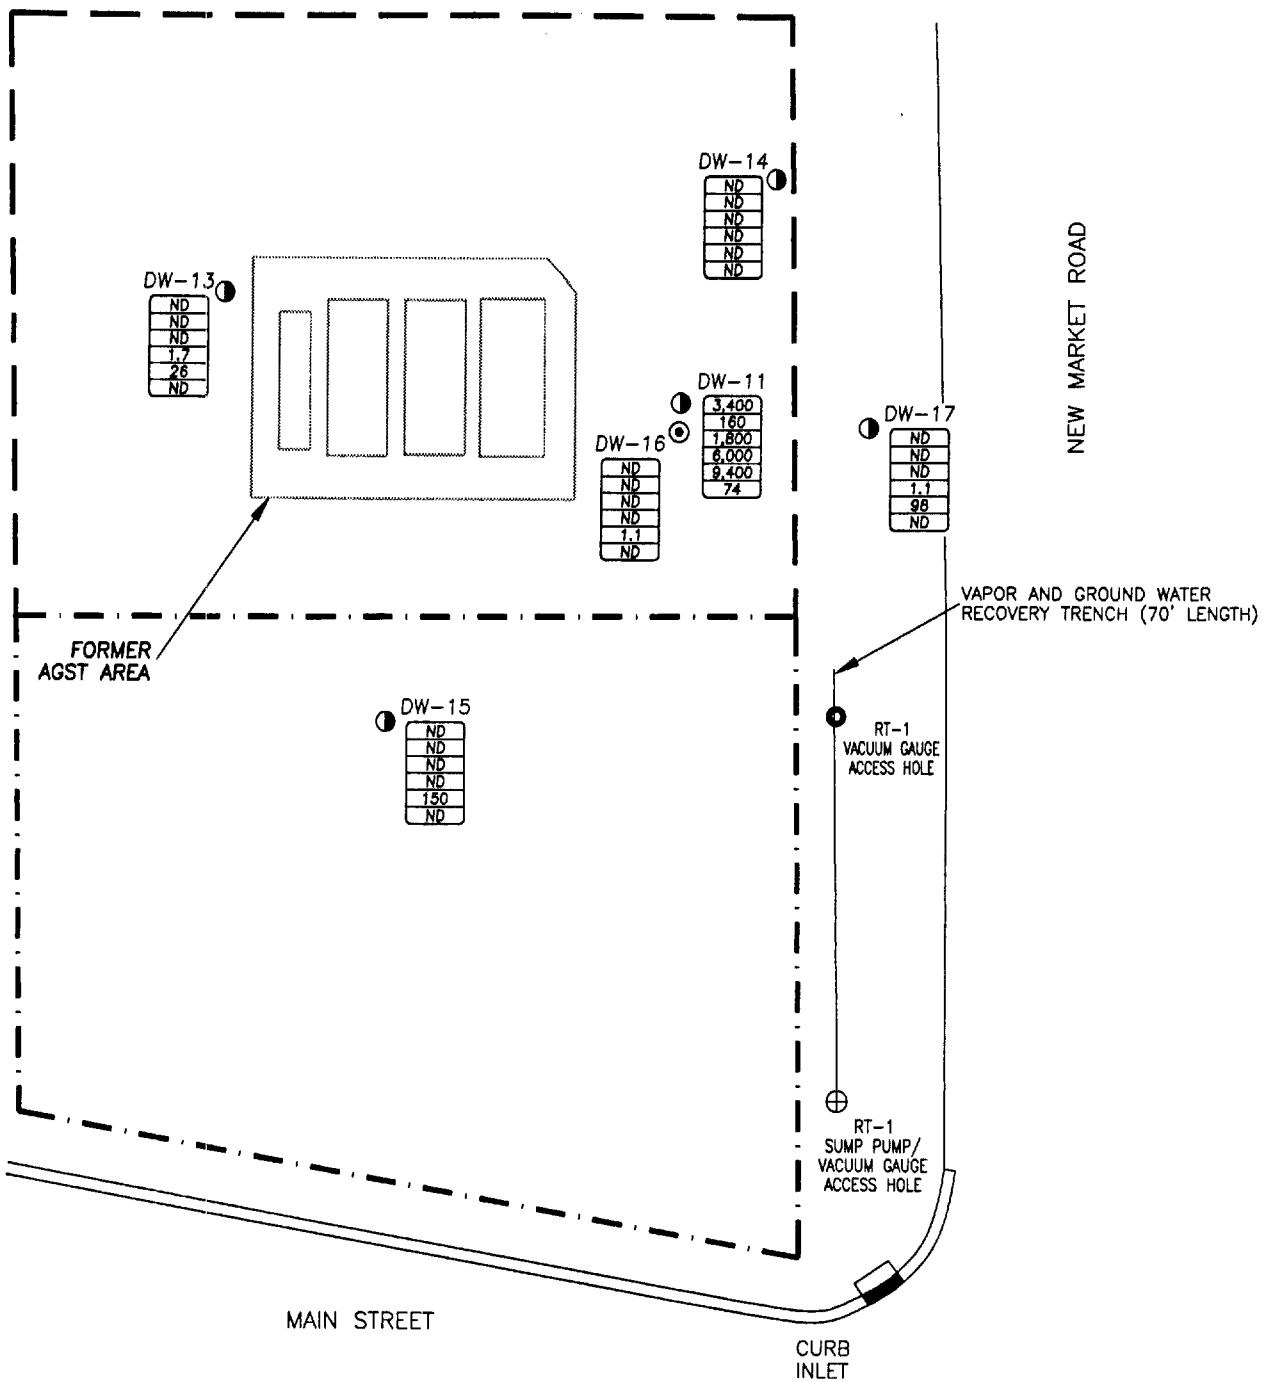 DW-14
ND
ND
ND
ND
ND
ND
DW-13
ND
ND
ND
1.7
26
ND
NEW MARKET ROAD
DW-11
3,400
160
1,800
6,000
9,400
74
DW-16
ND
ND
ND
ND
1.1
ND
DW-17
ND
ND
ND
1.1
98
ND
VAPOR AND GROUND WATER
RECOVERY TRENCH (70' LENGTH)
FORMER
AGST AREA
DW-15
ND
ND
ND
ND
150
ND
RT-1
VACUUM GAUGE
ACCESS HOLE
RT-1
SUMP PUMP/
VACUUM GAUGE
ACCESS HOLE
MAIN STREET
CURB
INLET